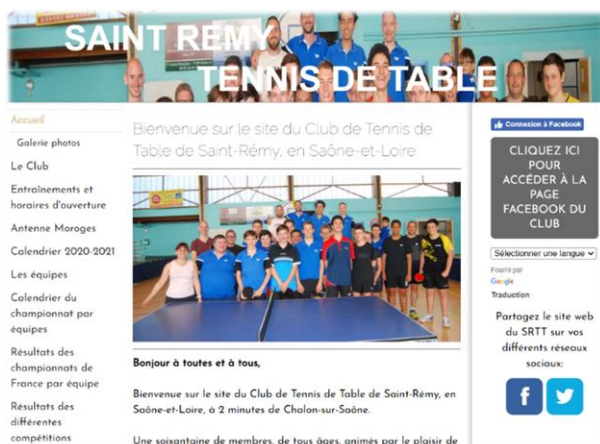 SAINT REMY
TENNIS DE TABLE
Accueil
Galerie photos
Le Club
Entraînements et
horaires d'ouverture
Antenne Moroges
Calendrier 2020-2021
Les équipes
Calendrier du
championnat par
équipes
Résultats des
championnats de
France par équipe
Résultats des
différentes
compétitions
Bienvenue sur le site du Club de Tennis de
Table de Saint-Rémy, en Saône-et-Loire
Bonjour à toutes et à tous,
Bienvenue sur le site du Club de Tennis de Table de Saint-Rémy, en
Saône-et-Loire, à 2 minutes de Chalon-sur-Saône.
Une soixantaine de membres, de tous âges, animés par le plaisir de
Connexion à Facebook
CLIQUEZ ICI
POUR
ACCÉDER À LA
PAGE
FACEBOOK DU
CLUB
Sélectionner une langue
Fourni par
Google
Traduction
Partagez le site web
du SRTT sur vos
différents réseaux
sociaux: